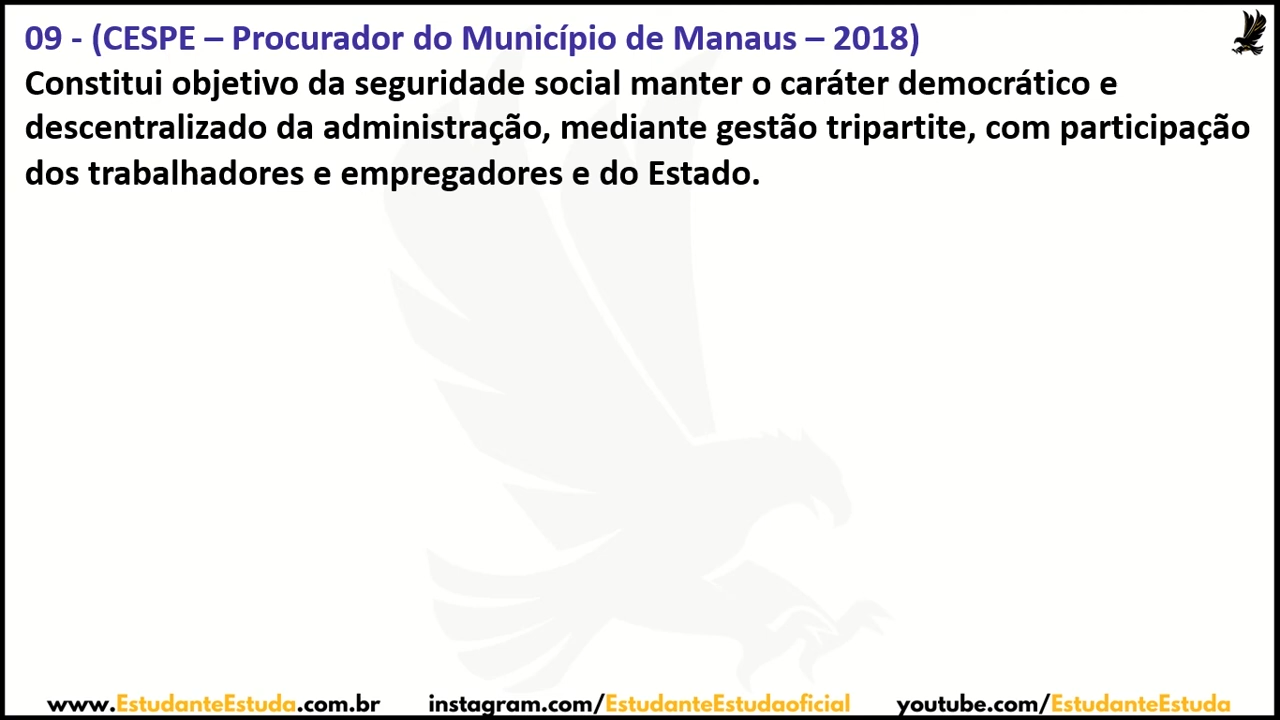 09 - (CESPE – Procurador do Município de Manaus – 2018)
Constitui objetivo da seguridade social manter o caráter democrático e
descentralizado da administração, mediante gestão tripartite, com participação
dos trabalhadores e empregadores e do Estado.
www.EstudanteEstuda.com.br instagram.com/EstudanteEstudaoficial youtube.com/EstudanteEstuda